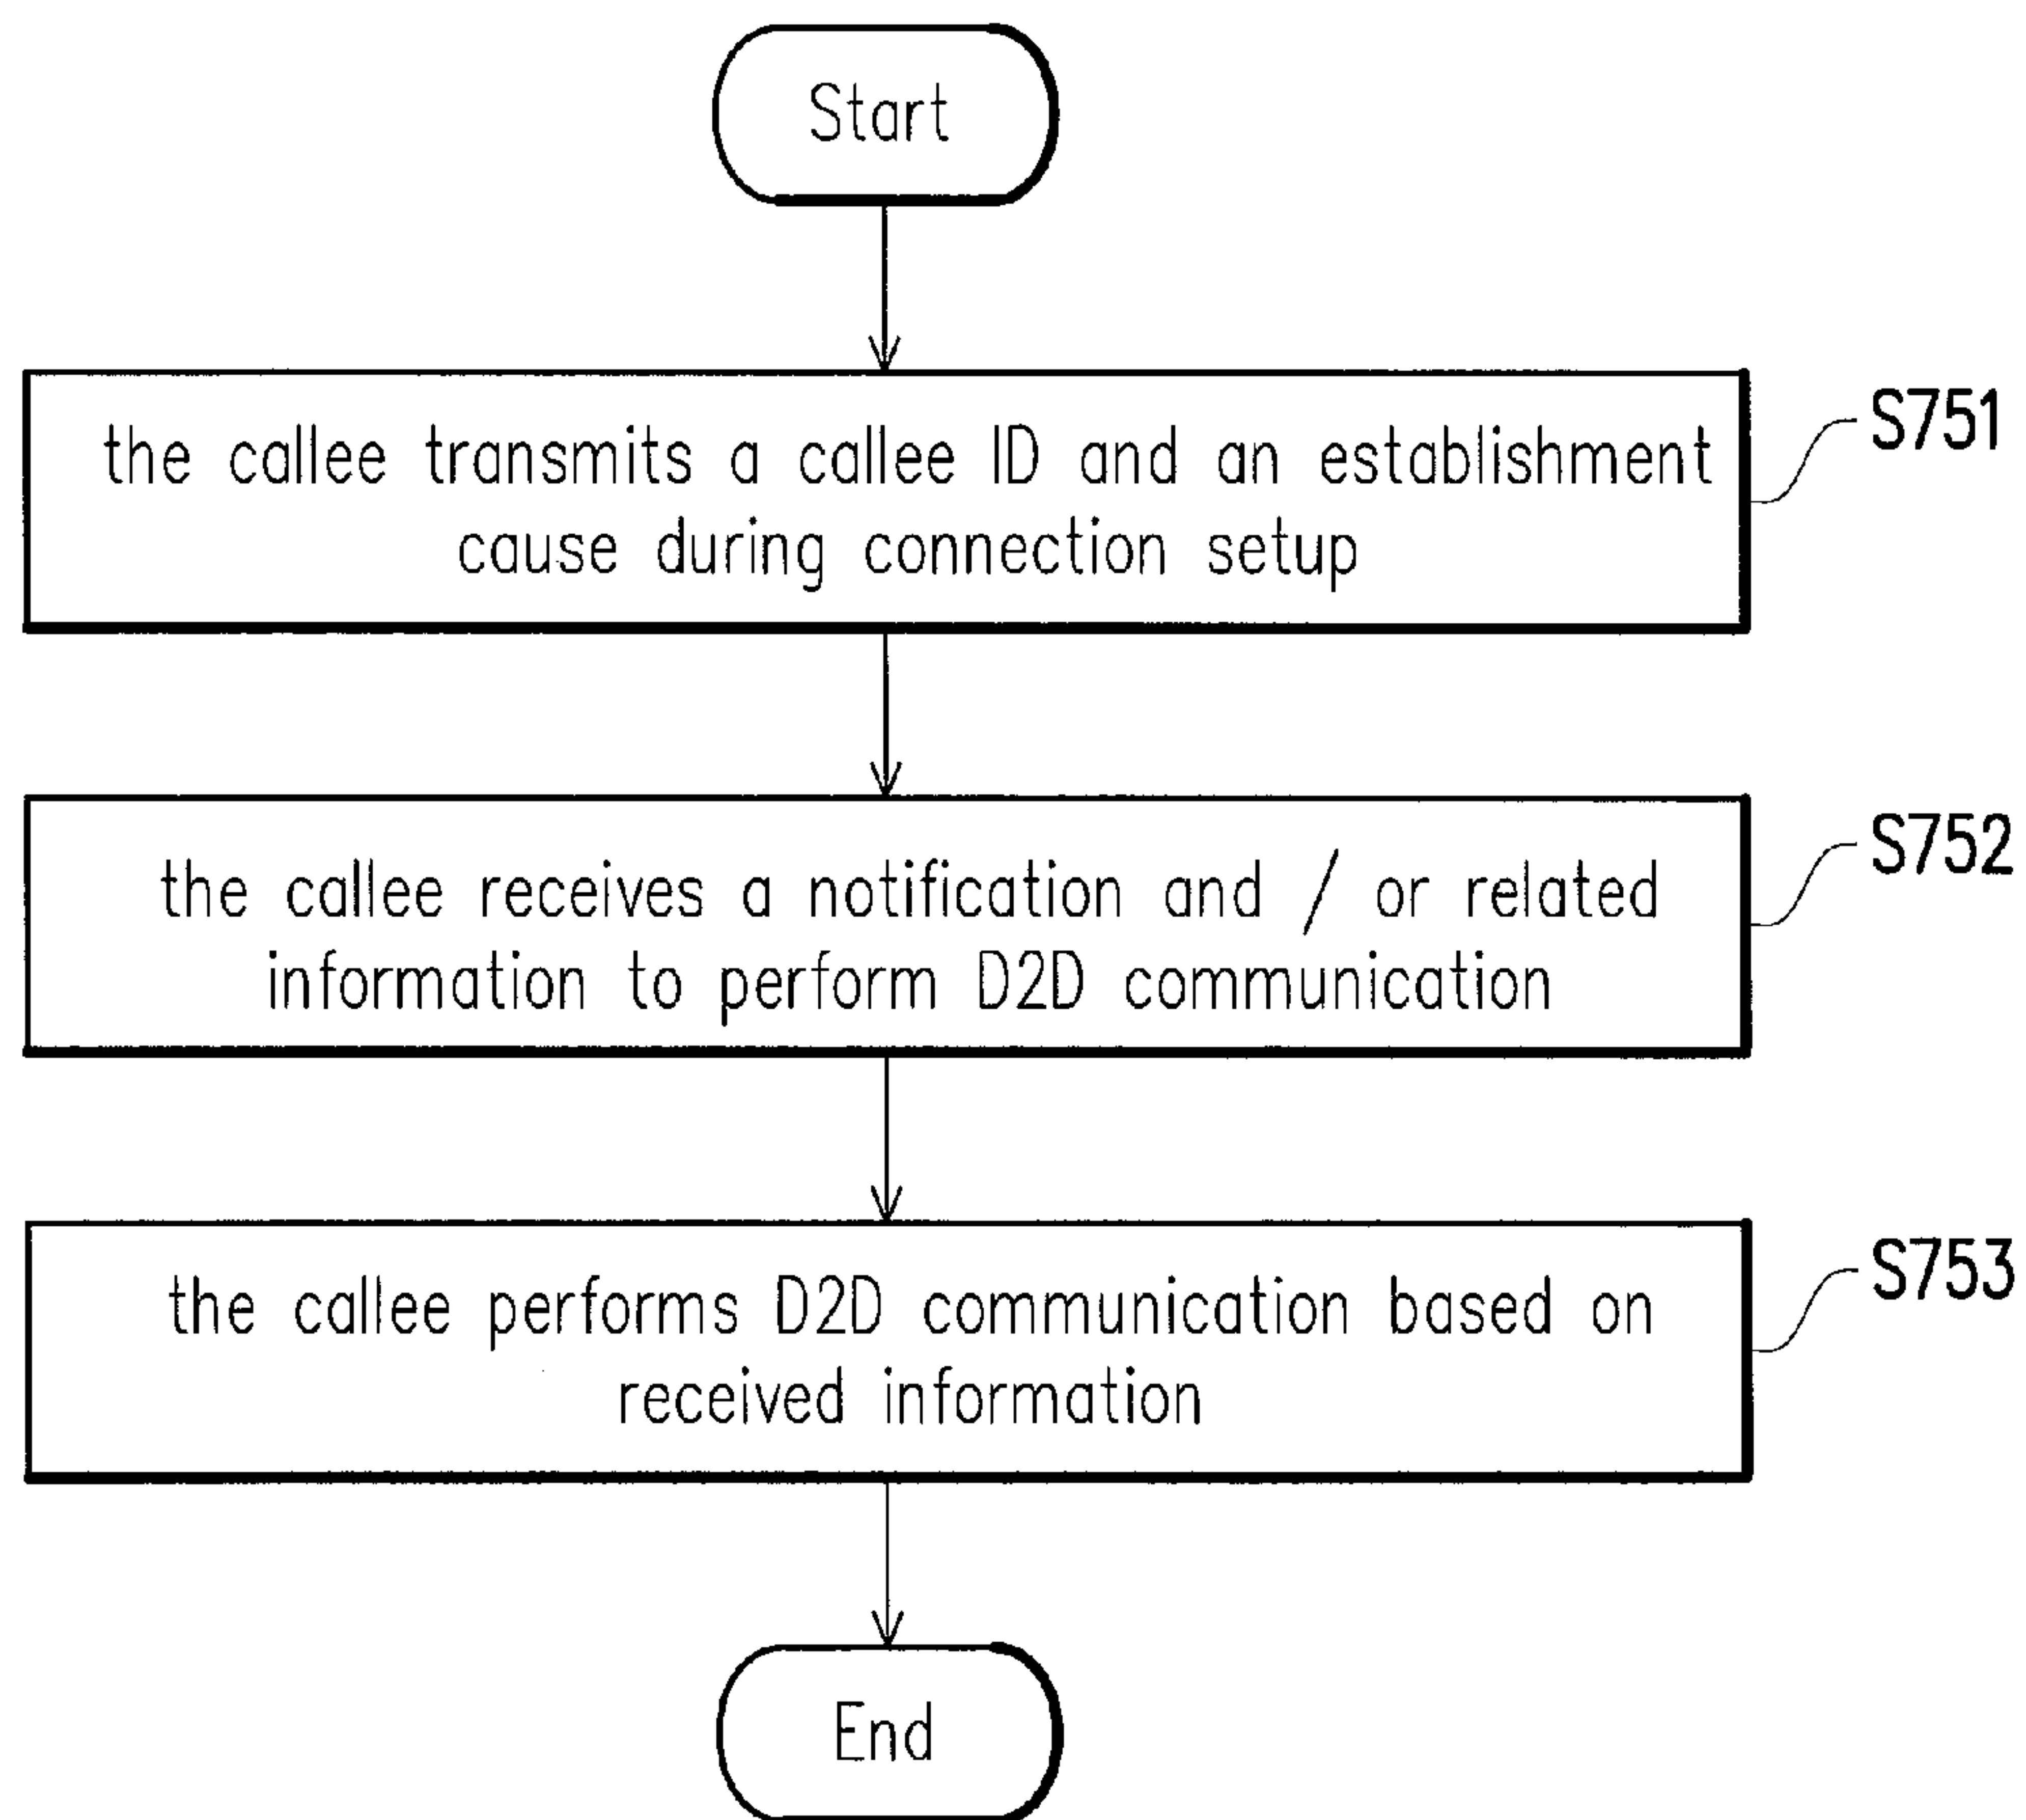 Start
the callee transmits a callee ID and an establishment
cause during connection setup
S751
the callee receives a notification and / or related
information to perform D2D communication
S752
the callee performs D2D communication based on
received information
S753
End